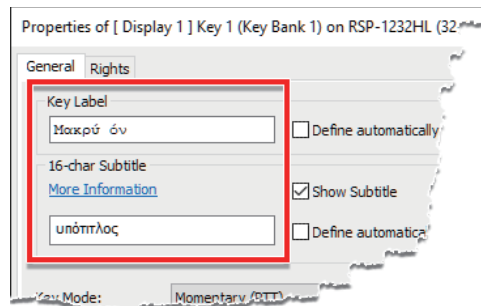 Properties of [ Display 1 ] Key 1 (Key Bank 1) on RSP-1232HL (32-
General Rights
Key Label
Μακρύ όν Define automatically
16-char Subtitle
More Information Show Subtitle
υπότιτλος Define automatica
Key Mode: Momentary (PTT)